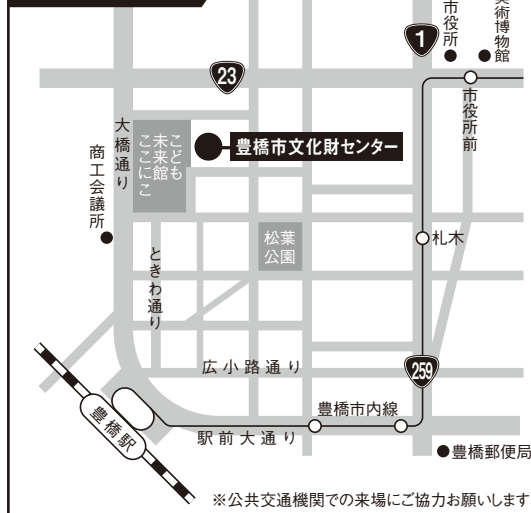 市役所
美術博物館
1
23
市役所前
大橋通り
こども
未来館
ここにこ
豊橋市文化財センター
商工会議所
松葉
公園
札木
ときわ通り
広小路通り
259
豊橋市内線
豊橋駅
駅前大通り
豊橋郵便局
※公共交通機関での来場にご協力お願いします